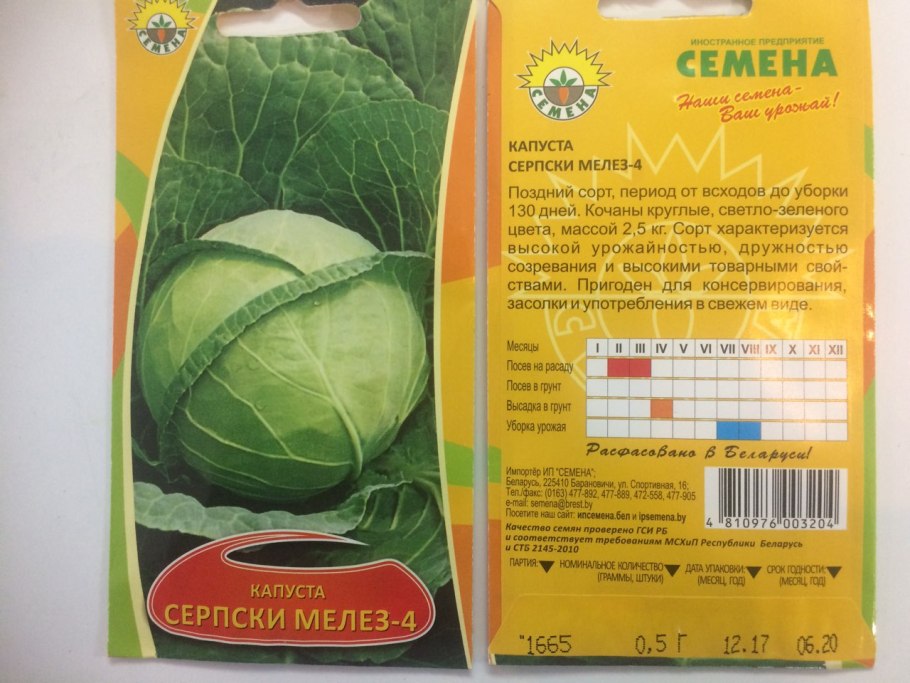 СЕМЕНА
КАПУСТА
СЕРПСКИ МЕЛЕЗ-4
СЕМЕНА
ИНОСТРАННОЕ ПРЕДПРИЯТИЕ
СЕМЕНА
Наши семена-
Ваш урожай!
КАПУСТА
СЕРПСКИ МЕЛЕЗ-4
Поздний сорт, период от всходов до уборки
130 дней. Кочаны круглые, светло-зеленого
цвета, массой 2,5 кг. Сорт характеризуется
высокой урожайностью, дружностью
созревания и высокими товарными свой-
ствами. Пригоден для консервирования,
засолки и употребления в свежем виде.
Месяцы I II III IV V VI VII VIII IX X XI XII
Посев на расаду
Посев в грунт
Высадка в грунт
Уборка урожая
Расфасовано в Беларуси!
Импортёр ИП "СЕМЕНА";
Беларусь, 225410 Барановичи, ул. Спортивная, 16;
Тел./факс: (0163) 477-892, 477-889, 472-558, 477-905
e-mail: semena@brest.by
Посетите наш сайт: ипсемена.бел и ipsemena.by
Качество семян проверено ГСИ РБ
и соответствует требованиям МСХиП Республики Беларусь
и СТБ 2145-2010
4 810976 003204
ПАРТИЯ: НОМИНАЛЬНОЕ КОЛИЧЕСТВО (ГРАММЫ, ШТУКИ) ДАТА УПАКОВКИ: (МЕСЯЦ, ГОД) СРОК ГОДНОСТИ: (МЕСЯЦ, ГОД)
"1665 0,5 Г 12.17 06.20